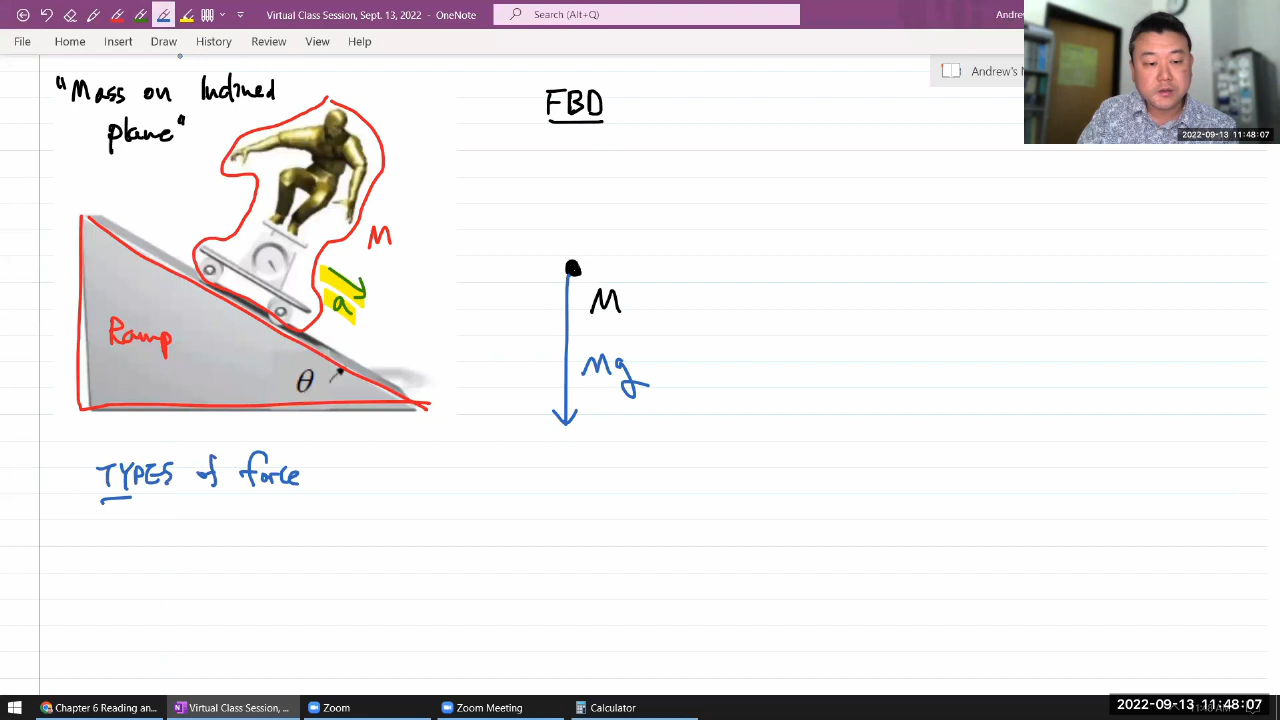 Virtual Class Session, Sept. 13, 2022 - OneNote
Search (Alt+Q)
Andrew
File Home Insert Draw History Review View Help
Andrew's N
2022-09-13 11:48:07
"Mass on Inclined
plane"
FBD
M
a
Ramp
θ
M
Mg
TYPES of force
Chapter 6 Reading an...
Virtual Class Session,...
Zoom
Zoom Meeting
Calculator
2022-09-13 11:48:07